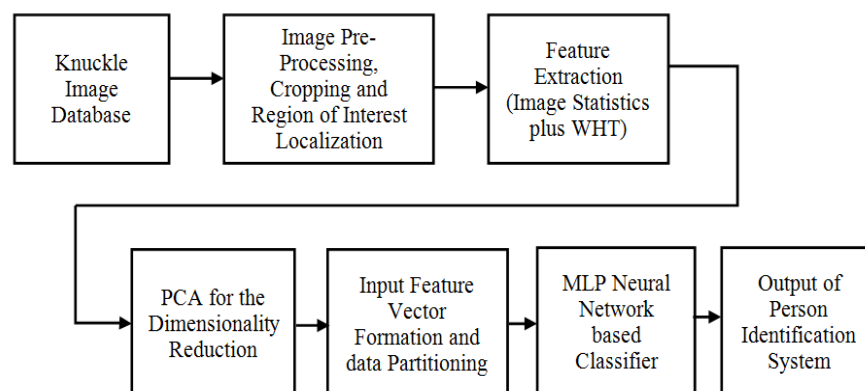 Knuckle
Image
Database
Image Pre-
Processing,
Cropping and
Region of Interest
Localization
Feature
Extraction
(Image Statistics
plus WHT)
PCA for the
Dimensionality
Reduction
Input Feature
Vector
Formation and
data Partitioning
MLP Neural
Network
based
Classifier
Output of
Person
Identification
System